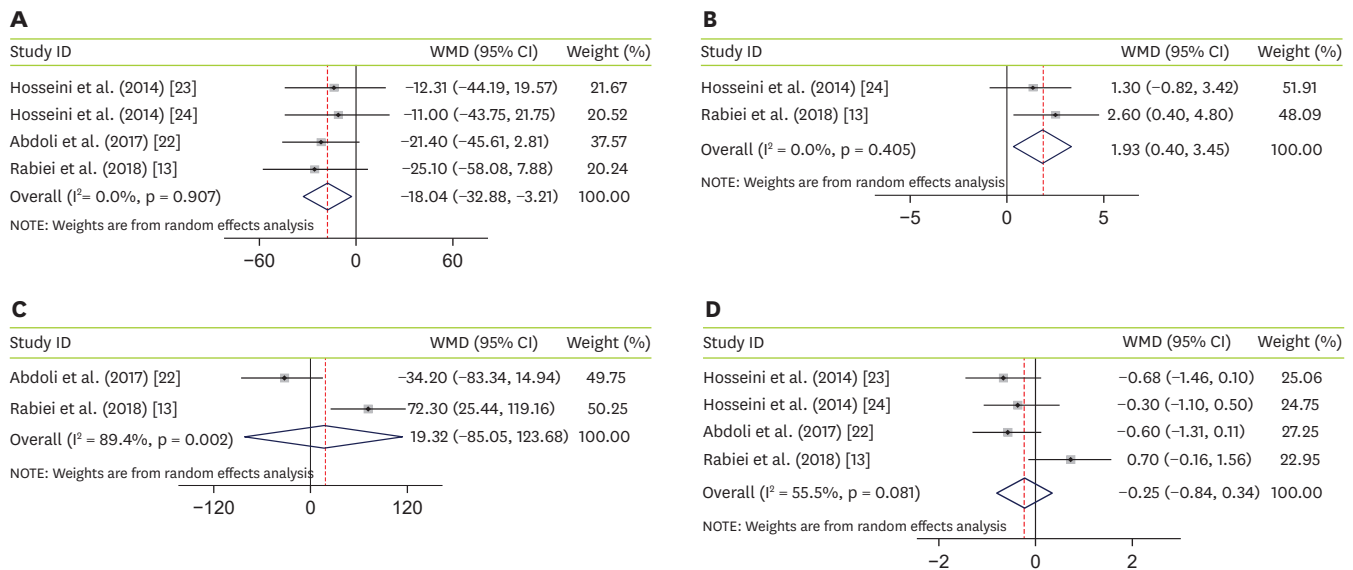 A
Study ID WMD (95% CI) Weight (%)
Hosseini et al. (2014) [23] −12.31 (−44.19, 19.57) 21.67
Hosseini et al. (2014) [24] −11.00 (−43.75, 21.75) 20.52
Abdoli et al. (2017) [22] −21.40 (−45.61, 2.81) 37.57
Rabiei et al. (2018) [13] −25.10 (−58.08, 7.88) 20.24
Overall (I²= 0.0%, p = 0.907) −18.04 (−32.88, −3.21) 100.00
NOTE: Weights are from random effects analysis
−60 0 60
B
Study ID WMD (95% CI) Weight (%)
Hosseini et al. (2014) [24] 1.30 (−0.82, 3.42) 51.91
Rabiei et al. (2018) [13] 2.60 (0.40, 4.80) 48.09
Overall (I² = 0.0%, p = 0.405) 1.93 (0.40, 3.45) 100.00
NOTE: Weights are from random effects analysis
−5 0 5
C
Study ID WMD (95% CI) Weight (%)
Abdoli et al. (2017) [22] −34.20 (−83.34, 14.94) 49.75
Rabiei et al. (2018) [13] 72.30 (25.44, 119.16) 50.25
Overall (I² = 89.4%, p = 0.002) 19.32 (−85.05, 123.68) 100.00
NOTE: Weights are from random effects analysis
−120 0 120
D
Study ID WMD (95% CI) Weight (%)
Hosseini et al. (2014) [23] −0.68 (−1.46, 0.10) 25.06
Hosseini et al. (2014) [24] −0.30 (−1.10, 0.50) 24.75
Abdoli et al. (2017) [22] −0.60 (−1.31, 0.11) 27.25
Rabiei et al. (2018) [13] 0.70 (−0.16, 1.56) 22.95
Overall (I² = 55.5%, p = 0.081) −0.25 (−0.84, 0.34) 100.00
NOTE: Weights are from random effects analysis
−2 0 2